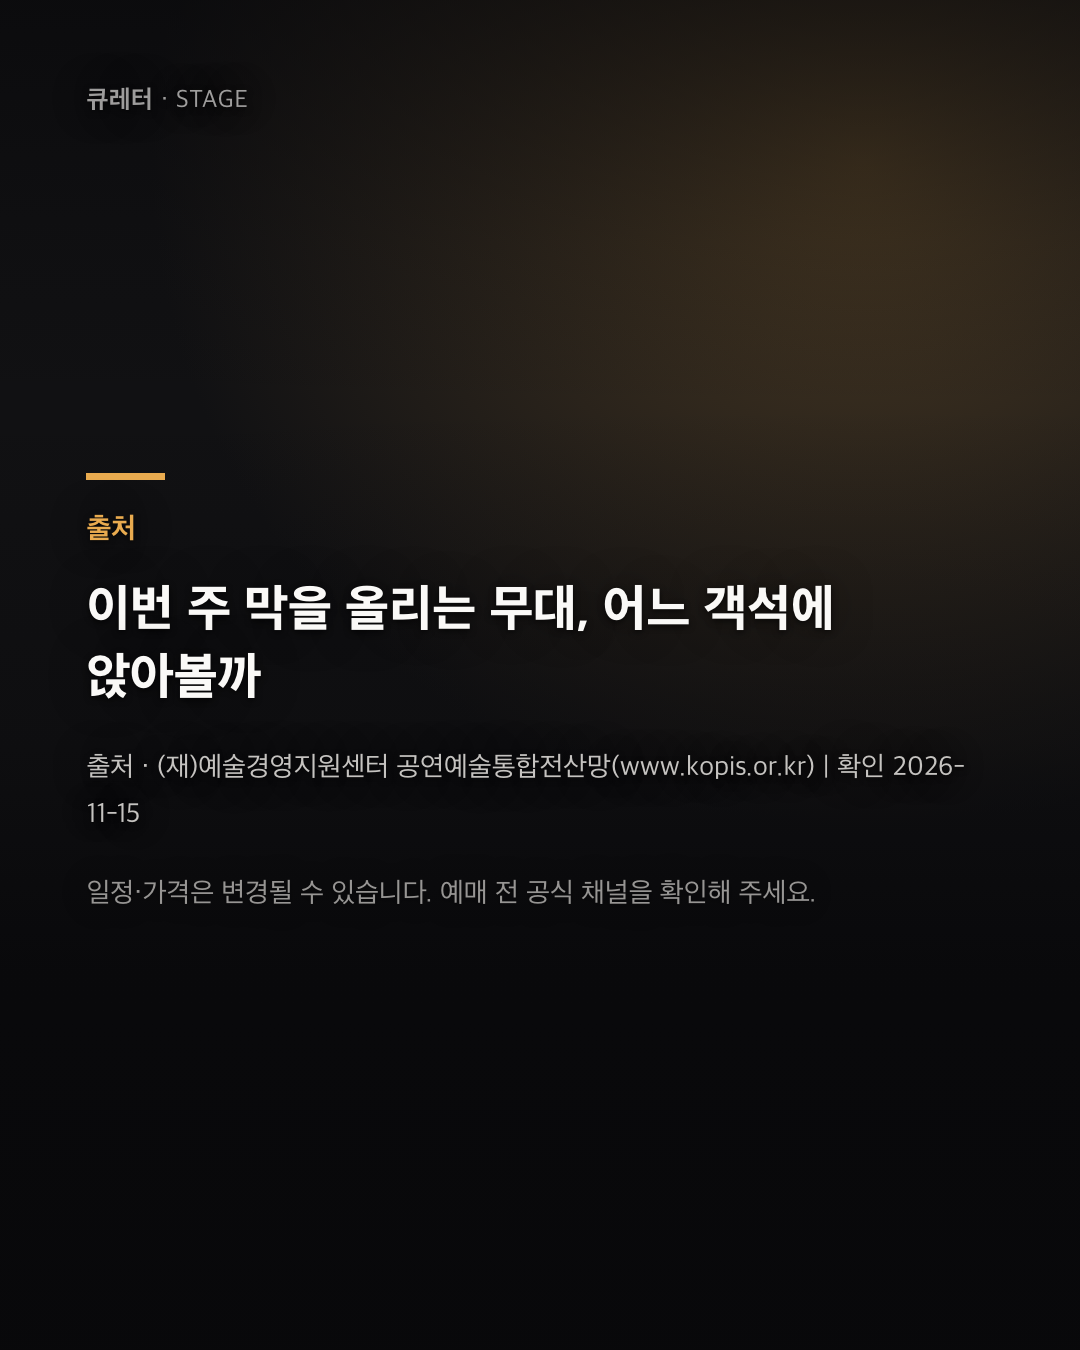 큐레터 · STAGE
출처
이번 주 막을 올리는 무대, 어느 객석에
앉아볼까
출처 · (재)예술경영지원센터 공연예술통합전산망(www.kopis.or.kr) | 확인 2026-
11-15
일정·가격은 변경될 수 있습니다. 예매 전 공식 채널을 확인해 주세요.